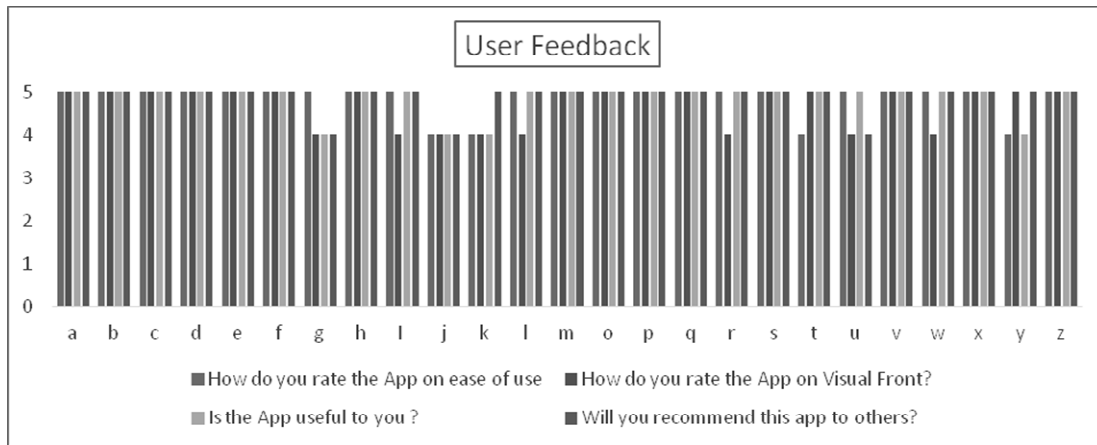 User Feedback
5
4
3
2
1
0
a b c d e f g h I j k l m o p q r s t u v w x y z
How do you rate the App on ease of use How do you rate the App on Visual Front?
Is the App useful to you ? Will you recommend this app to others?